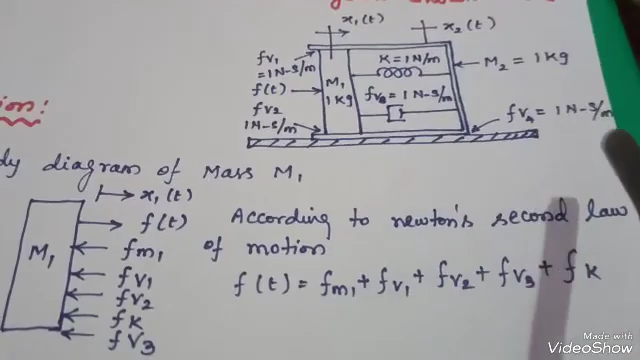 x₁(t)
x₂(t)
fv₁
= 1N-S/m
K = 1N/m
M₂ = 1Kg
f(t)
M₁
1Kg
fv₃ = 1N-S/m
fv₂
1N-S/m
fv₄ = 1N-S/m
ion:
dy diagram of Mass M₁
x₁(t)
f(t)
According to newton's second law
M₁
fm₁
of motion
fv₁
f(t) = fm₁ + fv₁ + fv₂ + fv₃ + fK
fv₂
fK
fv₃
Made with
VideoShow